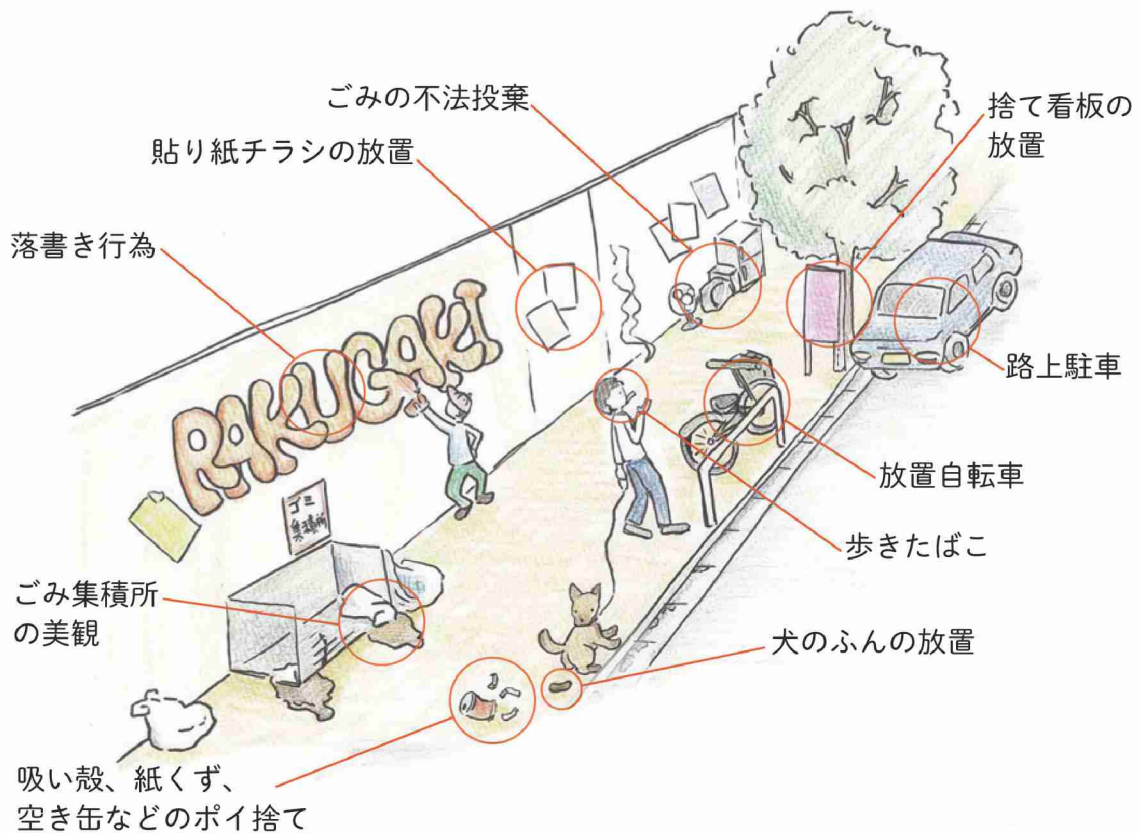 ごみの不法投棄
捨て看板の
放置
貼り紙チラシの放置
落書き行為
RAKUGAKI
路上駐車
放置自転車
歩きたばこ
ゴミ
集積所
ごみ集積所
の美観
犬のふんの放置
吸い殻、紙くず、
空き缶などのポイ捨て